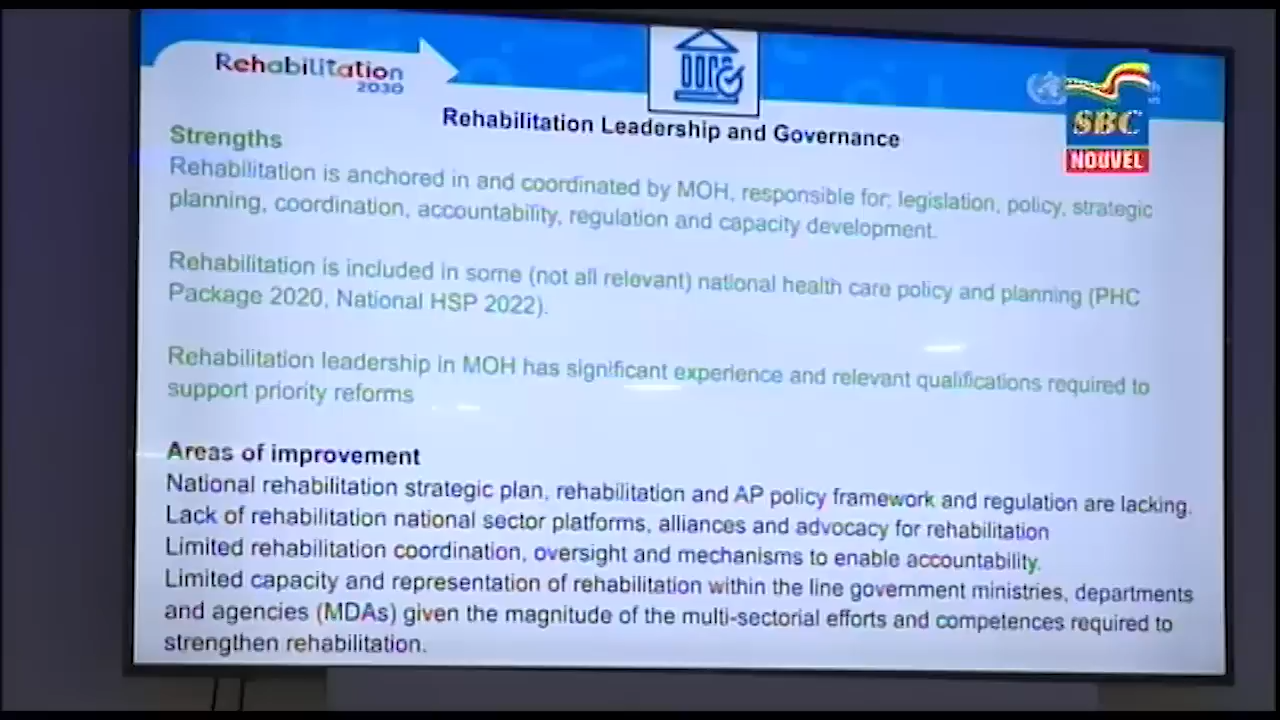 Rehabilitation
2030
SBC
NOUVEL
Rehabilitation Leadership and Governance
Strengths
Rehabilitation is anchored in and coordinated by MOH, responsible for; legislation, policy, strategic
planning, coordination, accountability, regulation and capacity development.
Rehabilitation is included in some (not all relevant) national health care policy and planning (PHC
Package 2020, National HSP 2022).
Rehabilitation leadership in MOH has significant experience and relevant qualifications required to
support priority reforms
Areas of improvement
National rehabilitation strategic plan, rehabilitation and AP policy framework and regulation are lacking.
Lack of rehabilitation national sector platforms, alliances and advocacy for rehabilitation
Limited rehabilitation coordination, oversight and mechanisms to enable accountability.
Limited capacity and representation of rehabilitation within the line government ministries, departments
and agencies (MDAs) given the magnitude of the multi-sectorial efforts and competences required to
strengthen rehabilitation.